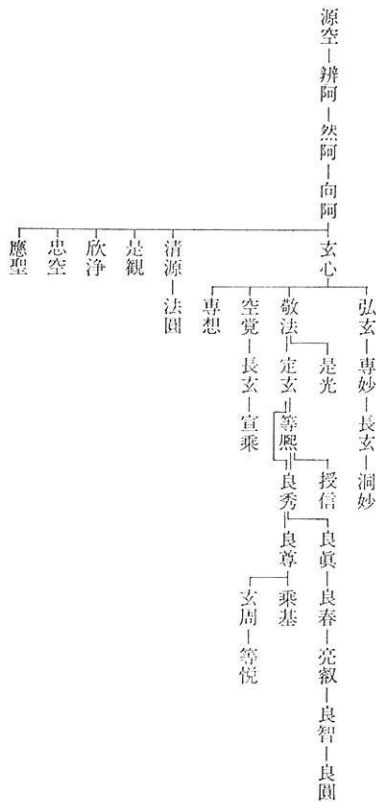 源空―辨阿―然阿―向阿―玄心
弘玄―専妙―長玄―洞妙
是光
敬法―定玄―等凞―良秀―良尊
授信
良眞―良春―亮叡―良智―良圓
乗基
玄周―等悦
空覚―長玄―宣乗
専想
清源―法圓
是観
欣浄
忠空
應聖